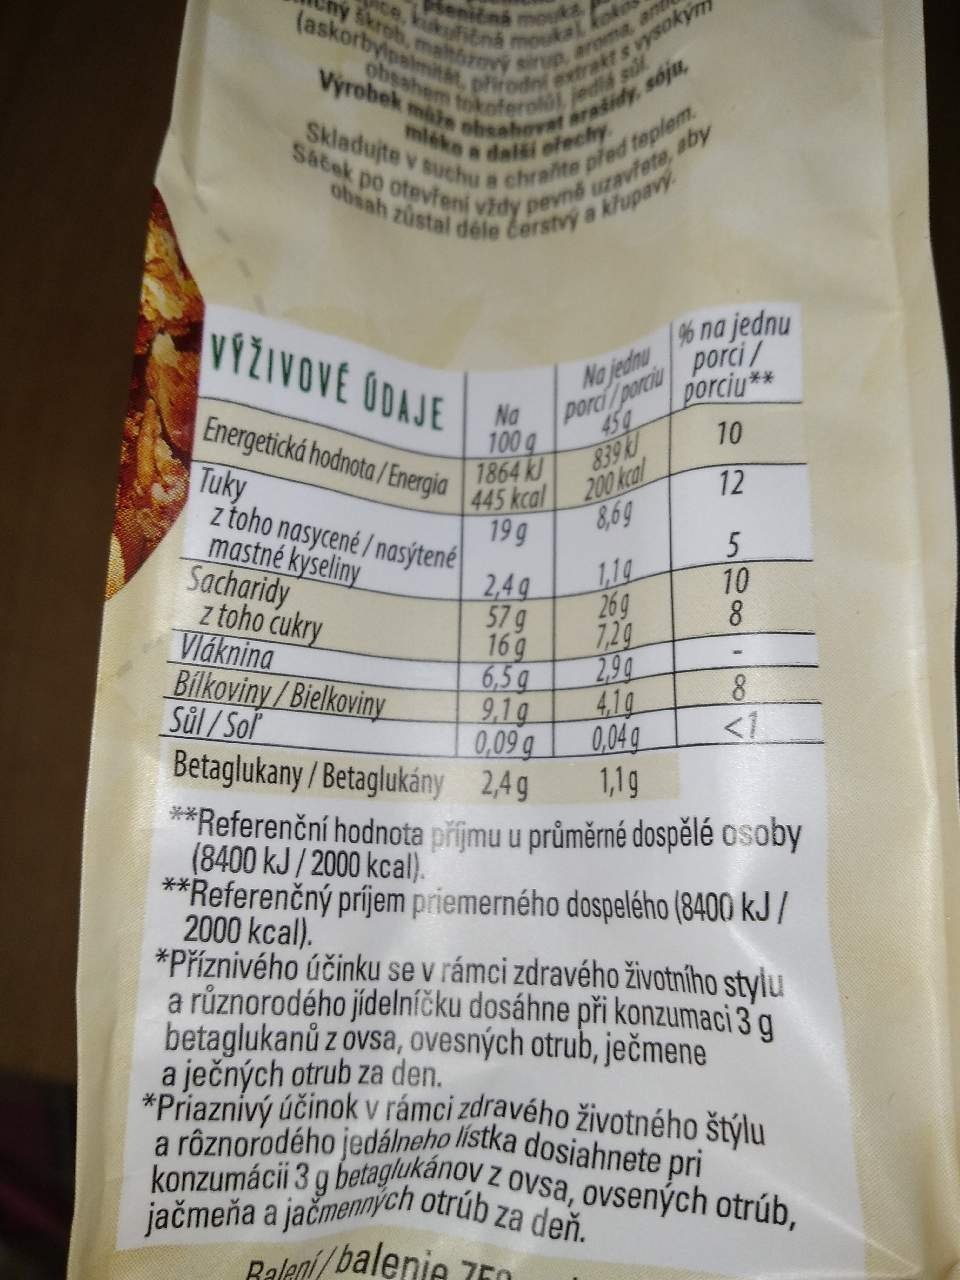 pšeničná mouka,
kukuřičná mouka), kokos
škrob, maltózový sirup, aroma,
(askorbylpalmitát, přírodní extrakt s vysokým
obsahem tokoferolů), jedlá sůl.
Výrobek může obsahovat arašídy, sóju,
mléko a další ořechy.
Skladujte v suchu a chraňte před teplem.
Sáček po otevření vždy pevně uzavřete, aby
obsah zůstal déle čerstvý a křupavý.
VÝŽIVOVÉ ÚDAJE Na 100 g Na jednu porci / porciu 45 g % na jednu porci / porciu**
Energetická hodnota / Energia 1864 kJ 839 kJ 10
445 kcal 200 kcal
Tuky 19 g 8,6 g 12
z toho nasycené / nasýtené
mastné kyseliny 2,4 g 1,1 g 5
Sacharidy 57 g 26 g 10
z toho cukry 16 g 7,2 g 8
Vláknina 6,5 g 2,9 g -
Bílkoviny / Bielkoviny 9,1 g 4,1 g 8
Sůl / Soľ 0,09 g 0,04 g <1
Betaglukany / Betaglukány 2,4 g 1,1 g
**Referenční hodnota příjmu u průměrné dospělé osoby
(8400 kJ / 2000 kcal).
**Referenčný príjem priemerného dospelého (8400 kJ /
2000 kcal).
*Příznivého účinku se v rámci zdravého životního stylu
a různorodého jídelníčku dosáhne při konzumaci 3 g
betaglukanů z ovsa, ovesných otrub, ječmene
a ječných otrub za den.
*Priaznivý účinok v rámci zdravého životného štýlu
a rôznorodého jedálneho lístka dosiahnete pri
konzumácii 3 g betaglukánov z ovsa, ovsených otrúb,
jačmeňa a jačmenných otrúb za deň.
Balení / balenie